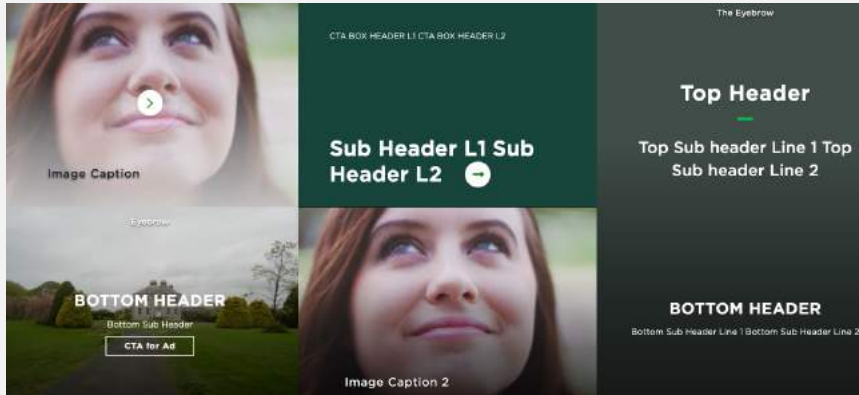 Image Caption
CTA BOX HEADER L1 CTA BOX HEADER L2
Sub Header L1 Sub
Header L2
The Eyebrow
Top Header
Top Sub header Line 1 Top
Sub header Line 2
Eyebrow
BOTTOM HEADER
Bottom Sub Header
CTA for Ad
Image Caption 2
BOTTOM HEADER
Bottom Sub Header Line 1 Bottom Sub Header Line 2